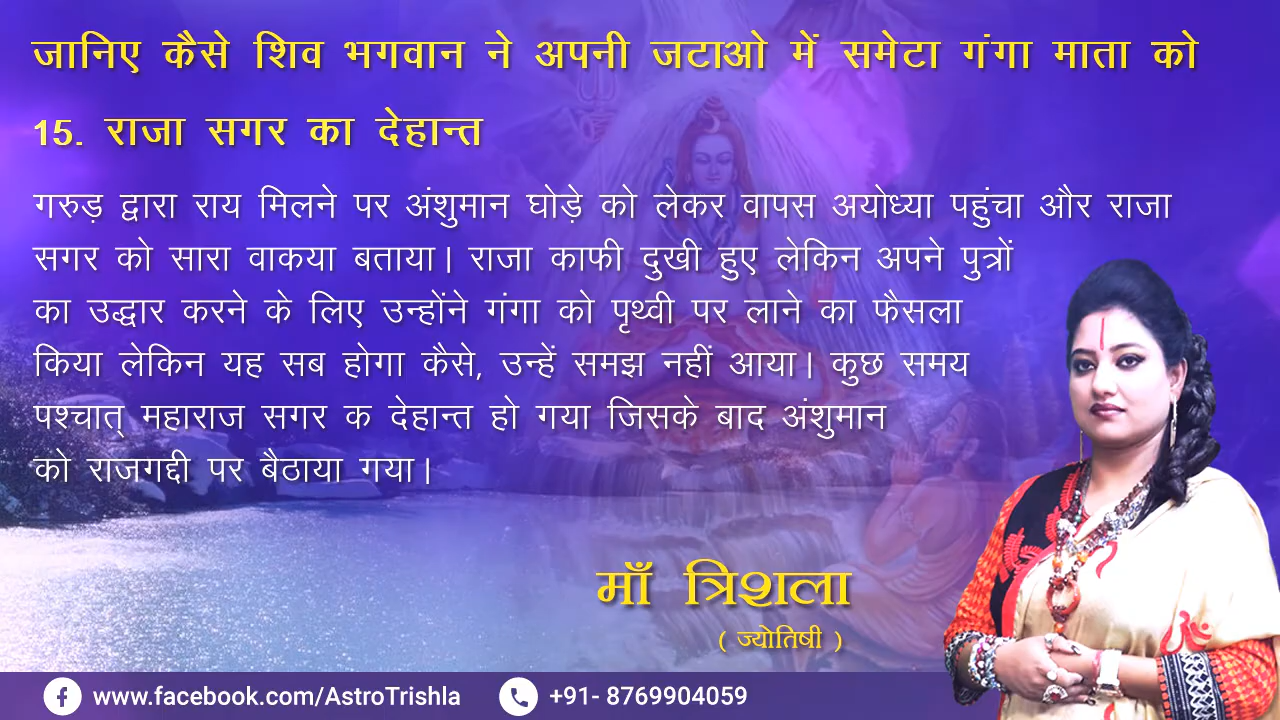 जानिए कैसे शिव भगवान ने अपनी जटाओ में समेटा गंगा माता को
15. राजा सगर का देहान्त
गरुड़ द्वारा राय मिलने पर अंशुमान घोड़े को लेकर वापस अयोध्या पहुंचा और राजा
सगर को सारा वाकया बताया। राजा काफी दुखी हुए लेकिन अपने पुत्रों
का उद्धार करने के लिए उन्होंने गंगा को पृथ्वी पर लाने का फैसला
किया लेकिन यह सब होगा कैसे, उन्हें समझ नहीं आया। कुछ समय
पश्चात् महाराज सगर क देहान्त हो गया जिसके बाद अंशुमान
को राजगद्दी पर बैठाया गया।
माँ त्रिशला
( ज्योतिषी )
www.facebook.com/AstroTrishla +91- 8769904059